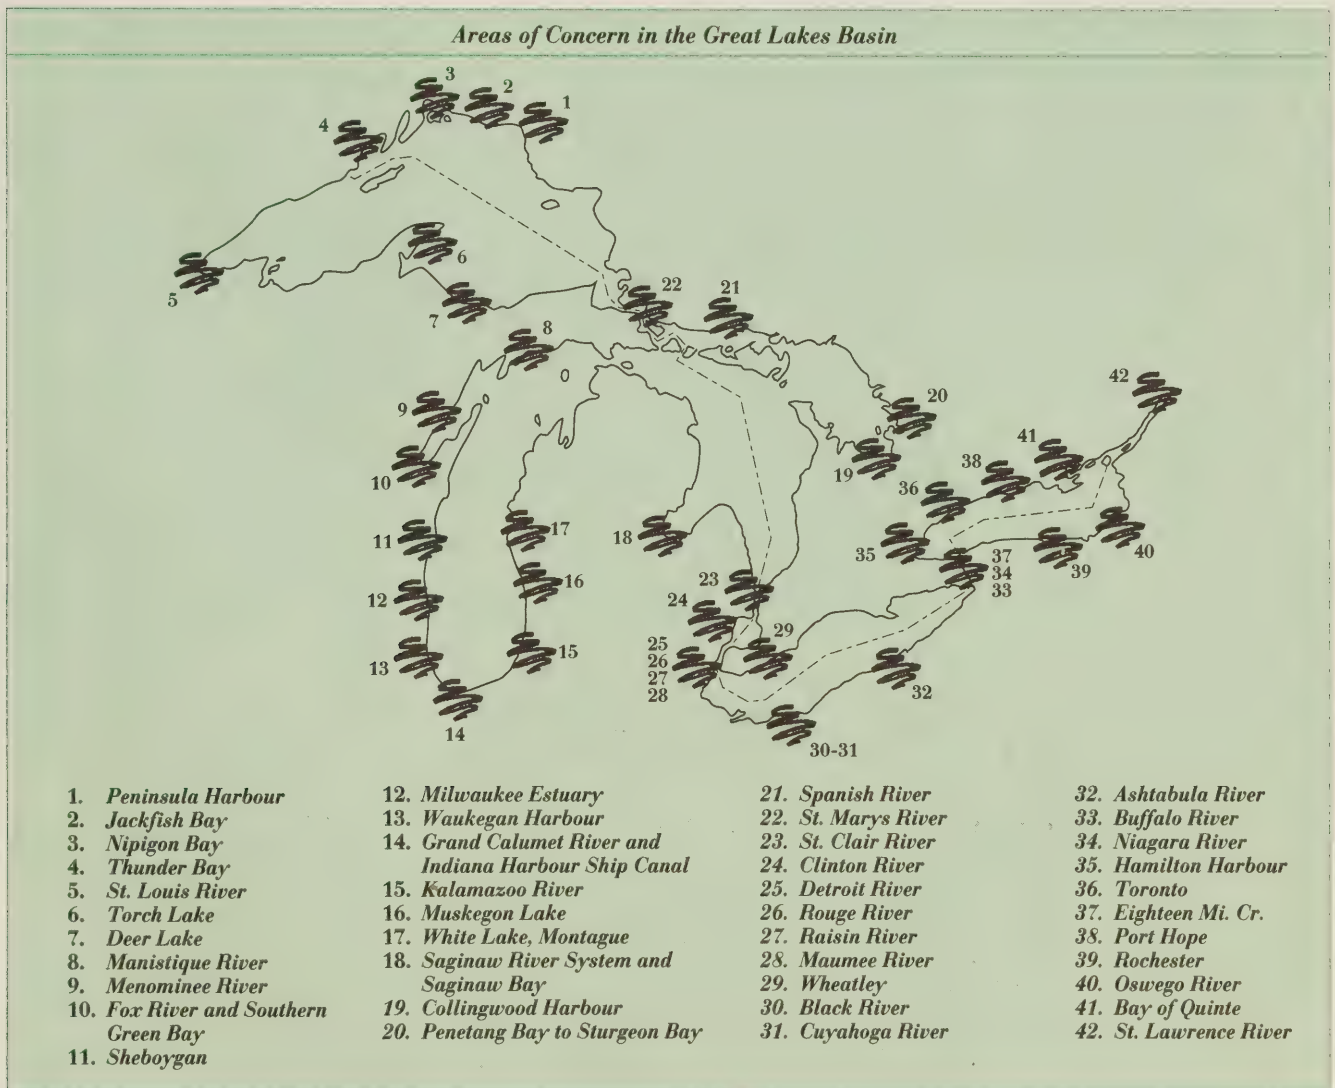 Areas of Concern in the Great Lakes Basin
3
2
1
4
6
5
7
22
21
8
9
10
20
19
42
41
38
36
11
17
18
35
37
34
33
39
40
12
16
23
24
13
15
25
26
27
28
29
32
14
30-31
1. Peninsula Harbour
2. Jackfish Bay
3. Nipigon Bay
4. Thunder Bay
5. St. Louis River
6. Torch Lake
7. Deer Lake
8. Manistique River
9. Menominee River
10. Fox River and Southern
Green Bay
11. Sheboygan
12. Milwaukee Estuary
13. Waukegan Harbour
14. Grand Calumet River and
Indiana Harbour Ship Canal
15. Kalamazoo River
16. Muskegon Lake
17. White Lake, Montague
18. Saginaw River System and
Saginaw Bay
19. Collingwood Harbour
20. Penetang Bay to Sturgeon Bay
21. Spanish River
22. St. Marys River
23. St. Clair River
24. Clinton River
25. Detroit River
26. Rouge River
27. Raisin River
28. Maumee River
29. Wheatley
30. Black River
31. Cuyahoga River
32. Ashtabula River
33. Buffalo River
34. Niagara River
35. Hamilton Harbour
36. Toronto
37. Eighteen Mi. Cr.
38. Port Hope
39. Rochester
40. Oswego River
41. Bay of Quinte
42. St. Lawrence River